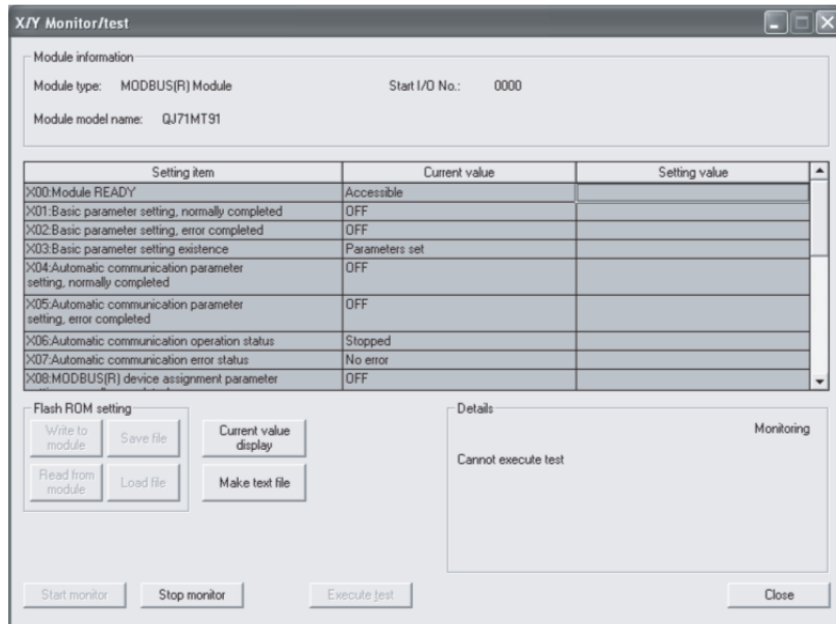 X/Y Monitor/test
Module information
Module type: MODBUS(R) Module Start I/O No.: 0000
Module model name: QJ71MT91
Setting item Current value Setting value
X00:Module READY Accessible
X01:Basic parameter setting, normally completed OFF
X02:Basic parameter setting, error completed OFF
X03:Basic parameter setting existence Parameters set
X04:Automatic communication parameter OFF
setting, normally completed
X05:Automatic communication parameter OFF
setting, error completed
X06:Automatic communication operation status Stopped
X07:Automatic communication error status No error
X08:MODBUS(R) device assignment parameter OFF
Flash ROM setting
Write to
module
Save file
Current value
display
Read from
module
Load file
Make text file
Details
Monitoring
Cannot execute test
Start monitor Stop monitor Execute test Close